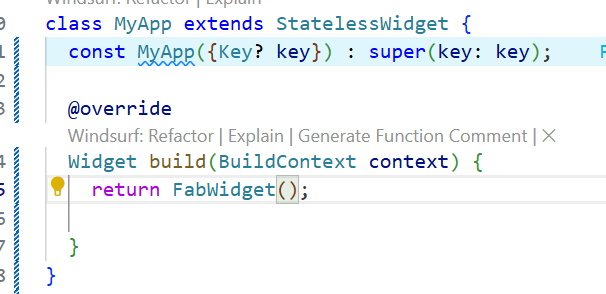 Windsurf: Refactor | Explain
0 class MyApp extends StatelessWidget {
1 const MyApp({Key? key}) : super(key: key);
2
3 @override
Windsurf: Refactor | Explain | Generate Function Comment | ×
4 Widget build(BuildContext context) {
5 return FabWidget();
6
7 }
8 }